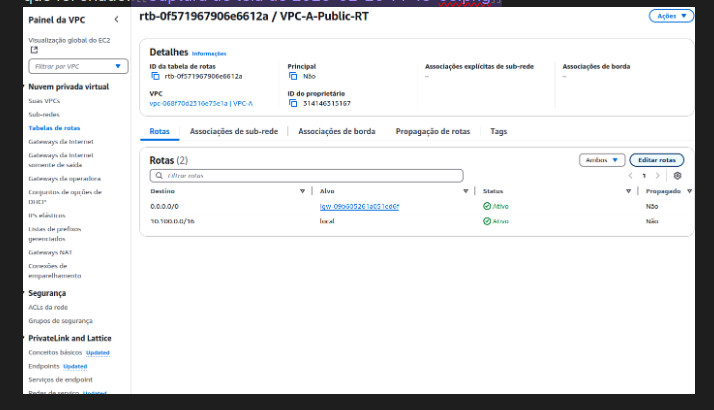 Painel da VPC
Visualização global do EC2
Filtrar por VPC
Nuvem privada virtual
Suas VPCs
Sub-redes
Tabelas de rotas
Gateways da Internet
Gateways da Internet
somente de saída
Gateways da operadora
Conjuntos de opções de
DHCP
IPs elásticos
Listas de prefixos
gerenciados
Gateways NAT
Conexões de
emparelhamento
Segurança
ACLs da rede
Grupos de segurança
PrivateLink and Lattice
Conceitos básicos Updated
Endpoints Updated
Serviços de endpoint
Redes de serviço Updated
rtb-0f571967906e6612a / VPC-A-Public-RT
Ações
Detalhes Informações
ID da tabela de rotas
rtb-0f571967906e6612a
Principal
Não
Associações explícitas de sub-rede
–
Associações de borda
–
VPC
vpc-068f70d2316e75e1a | VPC-A
ID do proprietário
314146315167
Rotas Associações de sub-rede Associações de borda Propagação de rotas Tags
Rotas (2)
Ambos
Editar rotas
Filtrar rotas
1
Destino Alvo Status Propagado
0.0.0.0/0 igw-09b605261a051ed6f Ativo Não
10.100.0.0/16 local Ativo Não